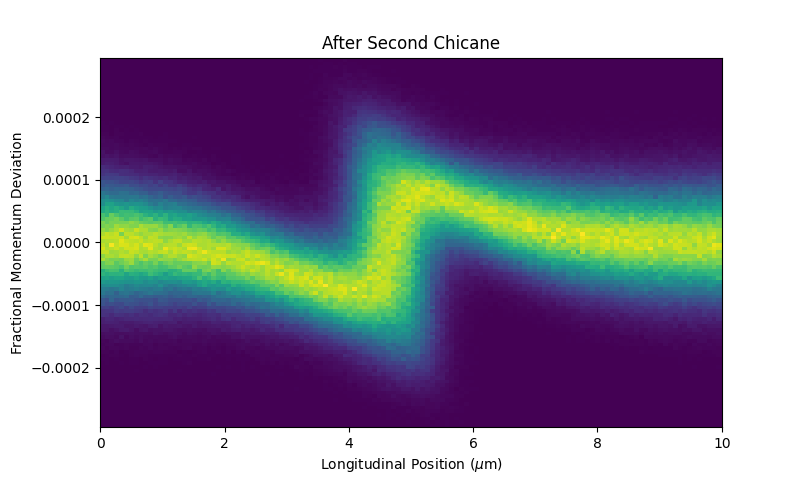 After Second Chicane
Fractional Momentum Deviation
0.0002
0.0001
0.0000
−0.0001
−0.0002
0 2 4 6 8 10
Longitudinal Position (μm)